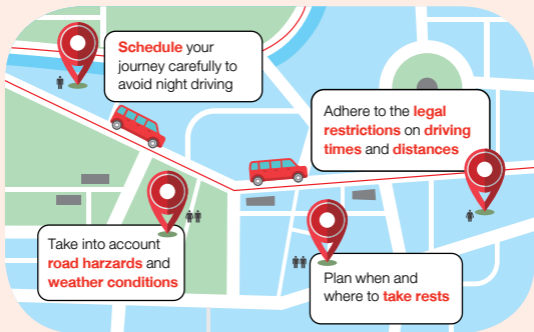 Schedule your
journey carefully to
avoid night driving
Adhere to the legal
restrictions on driving
times and distances
Take into account
road harzards and
weather conditions
Plan when and
where to take rests